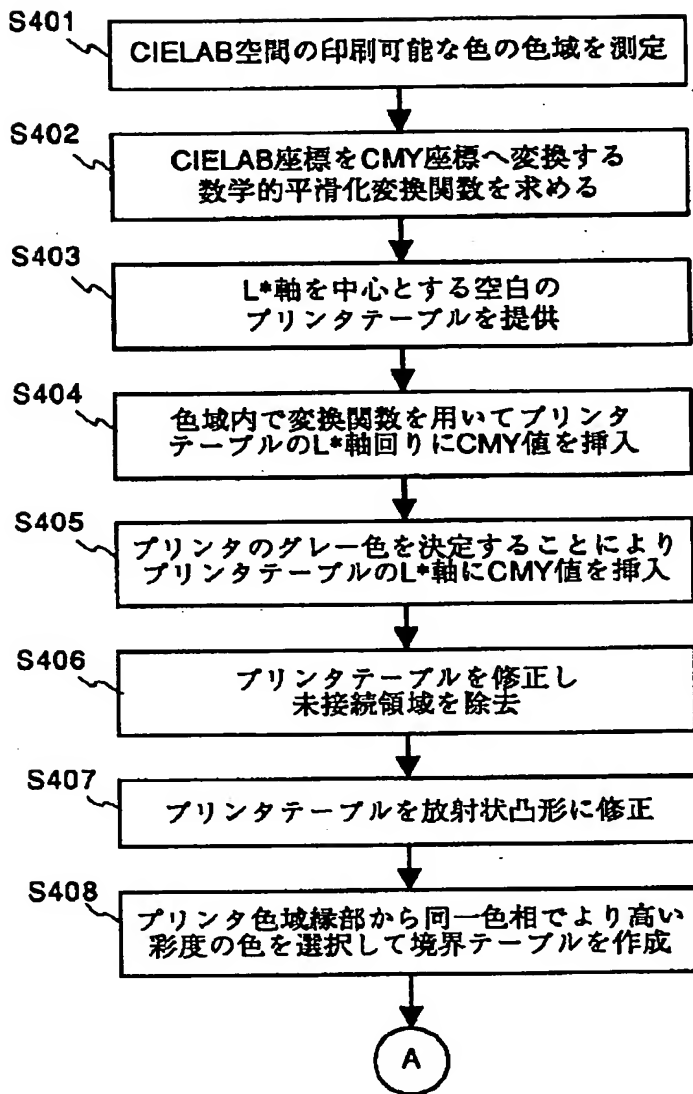 S401
CIELAB空間の印刷可能な色の色域を測定
S402
CIELAB座標をCMY座標へ変換する
数学的平滑化変換関数を求める
S403
L*軸を中心とする空白の
プリンタテーブルを提供
S404
色域内で変換関数を用いてプリンタ
テーブルのL*軸回りにCMY値を挿入
S405
プリンタのグレー色を決定することにより
プリンタテーブルのL*軸にCMY値を挿入
S406
プリンタテーブルを修正し
未接続領域を除去
S407
プリンタテーブルを放射状凸形に修正
S408
プリンタ色域縁部から同一色相でより高い
彩度の色を選択して境界テーブルを作成
A